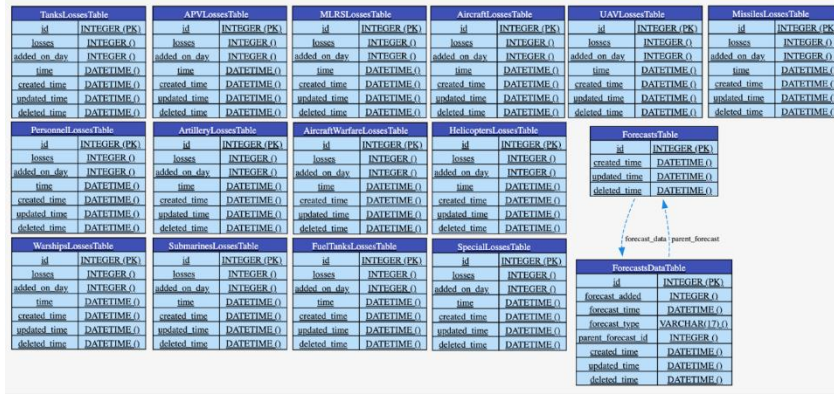 TanksLossesTable
id INTEGER (PK)
losses INTEGER ()
added_on_day INTEGER ()
time DATETIME ()
created_time DATETIME ()
updated_time DATETIME ()
deleted_time DATETIME ()
APVLossesTable
id INTEGER (PK)
losses INTEGER ()
added_on_day INTEGER ()
time DATETIME ()
created_time DATETIME ()
updated_time DATETIME ()
deleted_time DATETIME ()
MLRSLossesTable
id INTEGER (PK)
losses INTEGER ()
added_on_day INTEGER ()
time DATETIME ()
created_time DATETIME ()
updated_time DATETIME ()
deleted_time DATETIME ()
AircraftLossesTable
id INTEGER (PK)
losses INTEGER ()
added_on_day INTEGER ()
time DATETIME ()
created_time DATETIME ()
updated_time DATETIME ()
deleted_time DATETIME ()
UAVLossesTable
id INTEGER (PK)
losses INTEGER ()
added_on_day INTEGER ()
time DATETIME ()
created_time DATETIME ()
updated_time DATETIME ()
deleted_time DATETIME ()
MissilesLossesTable
id INTEGER (PK)
losses INTEGER ()
added_on_day INTEGER ()
time DATETIME ()
created_time DATETIME ()
updated_time DATETIME ()
deleted_time DATETIME ()
PersonnelLossesTable
id INTEGER (PK)
losses INTEGER ()
added_on_day INTEGER ()
time DATETIME ()
created_time DATETIME ()
updated_time DATETIME ()
deleted_time DATETIME ()
ArtilleryLossesTable
id INTEGER (PK)
losses INTEGER ()
added_on_day INTEGER ()
time DATETIME ()
created_time DATETIME ()
updated_time DATETIME ()
deleted_time DATETIME ()
AircraftWarfareLossesTable
id INTEGER (PK)
losses INTEGER ()
added_on_day INTEGER ()
time DATETIME ()
created_time DATETIME ()
updated_time DATETIME ()
deleted_time DATETIME ()
HelicoptersLossesTable
id INTEGER (PK)
losses INTEGER ()
added_on_day INTEGER ()
time DATETIME ()
created_time DATETIME ()
updated_time DATETIME ()
deleted_time DATETIME ()
ForecastsTable
id INTEGER (PK)
created_time DATETIME ()
updated_time DATETIME ()
deleted_time DATETIME ()
forecast_data parent_forecast
WarshipsLossesTable
id INTEGER (PK)
losses INTEGER ()
added_on_day INTEGER ()
time DATETIME ()
created_time DATETIME ()
updated_time DATETIME ()
deleted_time DATETIME ()
SubmarinesLossesTable
id INTEGER (PK)
losses INTEGER ()
added_on_day INTEGER ()
time DATETIME ()
created_time DATETIME ()
updated_time DATETIME ()
deleted_time DATETIME ()
FuelTanksLossesTable
id INTEGER (PK)
losses INTEGER ()
added_on_day INTEGER ()
time DATETIME ()
created_time DATETIME ()
updated_time DATETIME ()
deleted_time DATETIME ()
SpecialLossesTable
id INTEGER (PK)
losses INTEGER ()
added_on_day INTEGER ()
time DATETIME ()
created_time DATETIME ()
updated_time DATETIME ()
deleted_time DATETIME ()
ForecastsDataTable
id INTEGER (PK)
forecast_added INTEGER ()
forecast_time DATETIME ()
forecast_type VARCHAR(17) ()
parent_forecast_id INTEGER ()
created_time DATETIME ()
updated_time DATETIME ()
deleted_time DATETIME ()